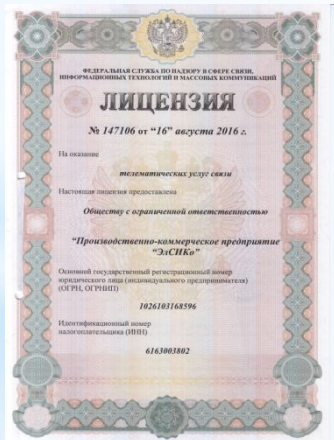 ФЕДЕРАЛЬНАЯ СЛУЖБА ПО НАДЗОРУ В СФЕРЕ СВЯЗИ,
ИНФОРМАЦИОННЫХ ТЕХНОЛОГИЙ И МАССОВЫХ КОММУНИКАЦИЙ
ЛИЦЕНЗИЯ
№ 147106 от “16” августа 2016 г.
На оказание
телематических услуг связи
Настоящая лицензия предоставлена
Обществу с ограниченной ответственностью
“Производственно-коммерческое предприятие
“ЭлСИКо”
Основной государственный регистрационный номер
юридического лица (индивидуального предпринимателя)
(ОГРН, ОГРНИП)
1026103168596
Идентификационный номер
налогоплательщика (ИНН)
6163003802